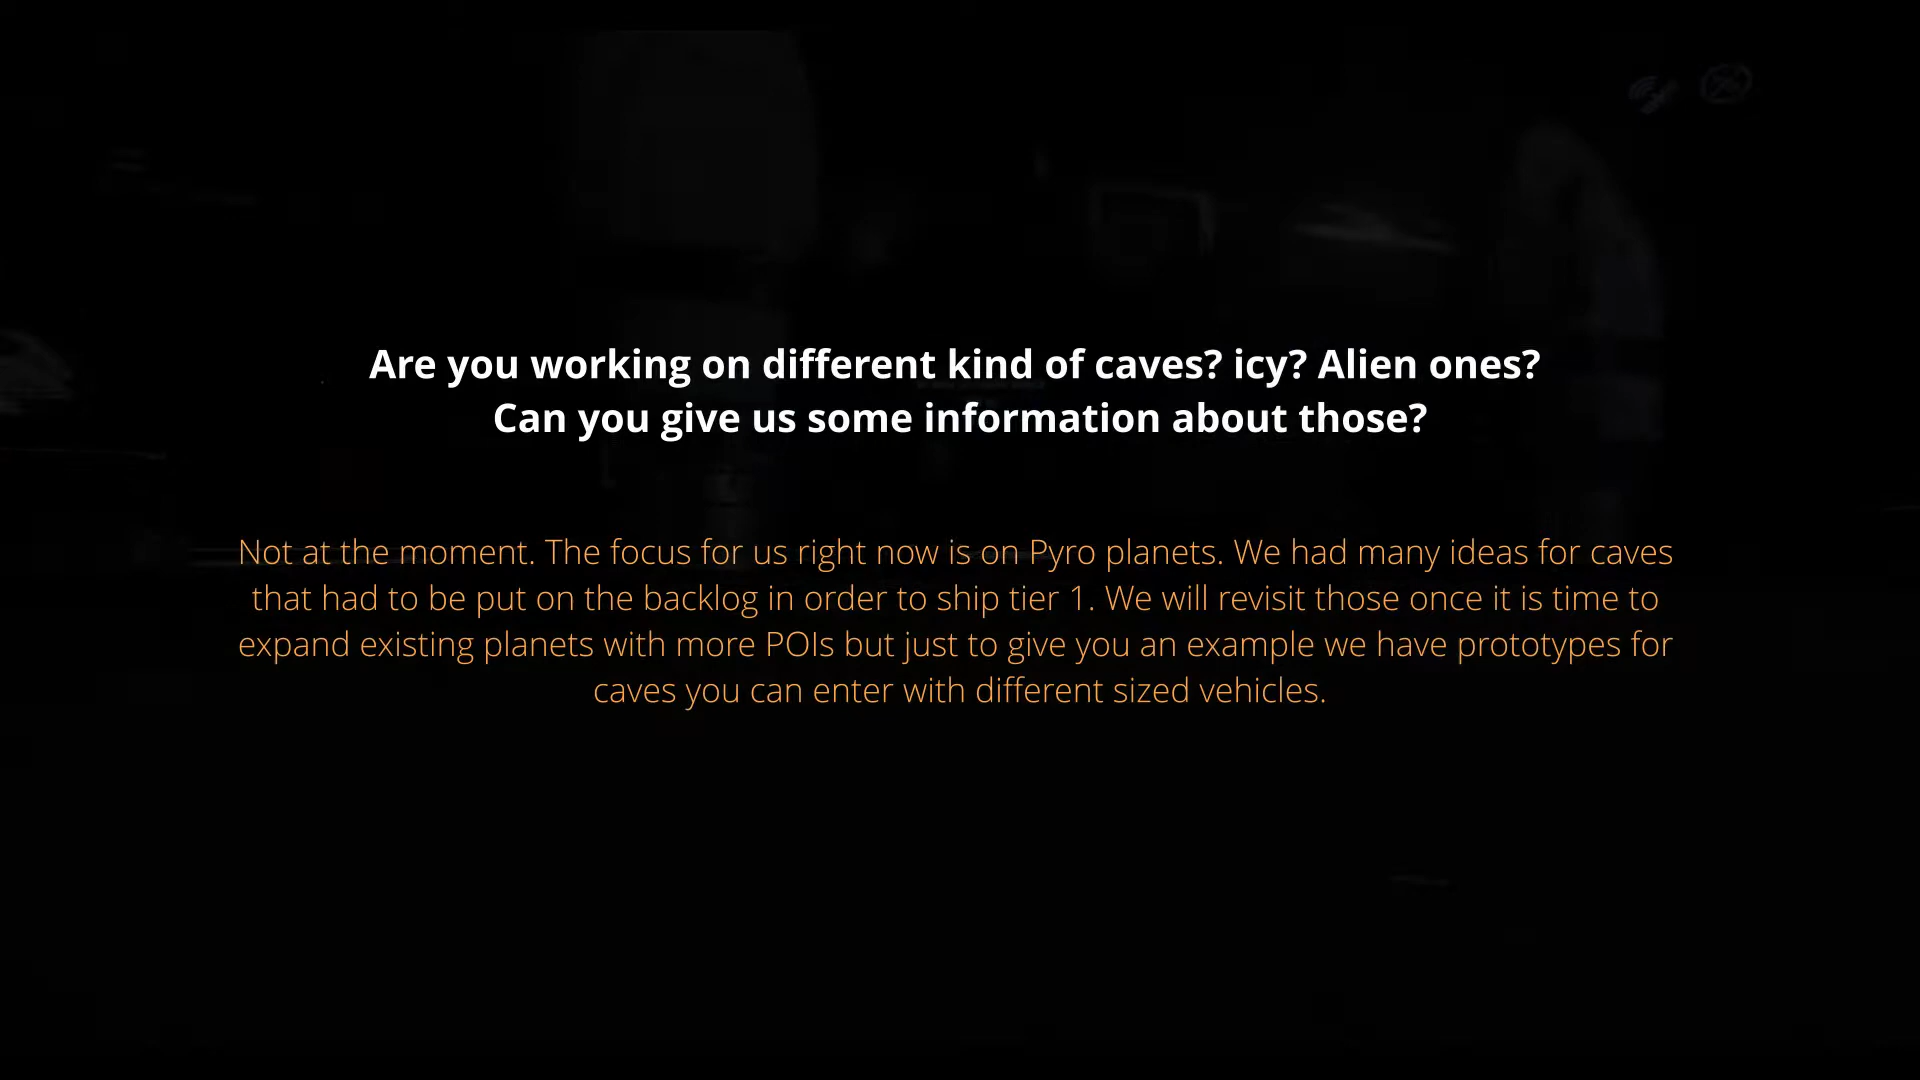 Are you working on different kind of caves? icy? Alien ones?
Can you give us some information about those?
Not at the moment. The focus for us right now is on Pyro planets. We had many ideas for caves
that had to be put on the backlog in order to ship tier 1. We will revisit those once it is time to
expand existing planets with more POIs but just to give you an example we have prototypes for
caves you can enter with different sized vehicles.